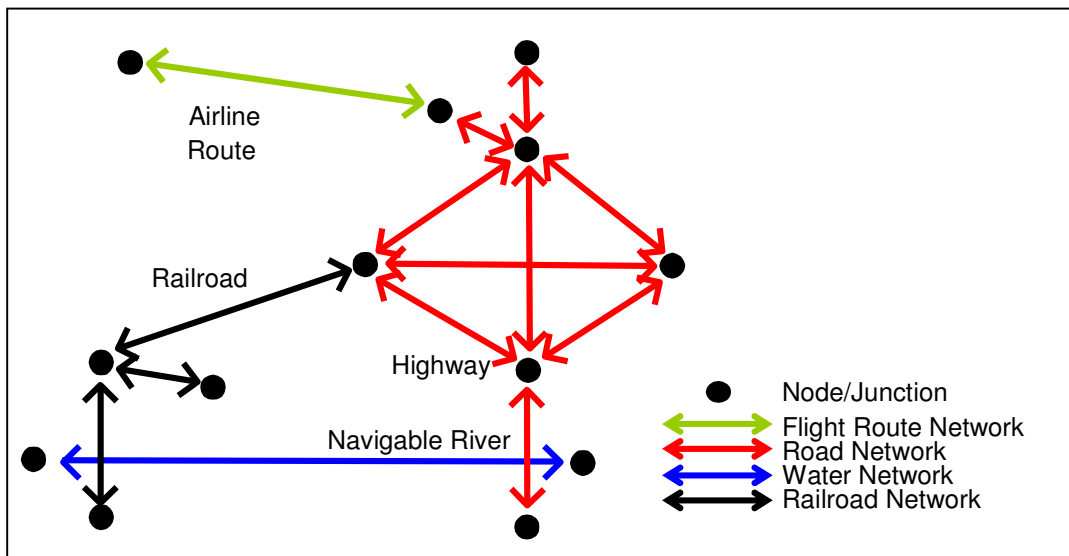 Airline
Route
Railroad
Highway
Navigable River
Node/Junction
Flight Route Network
Road Network
Water Network
Railroad Network